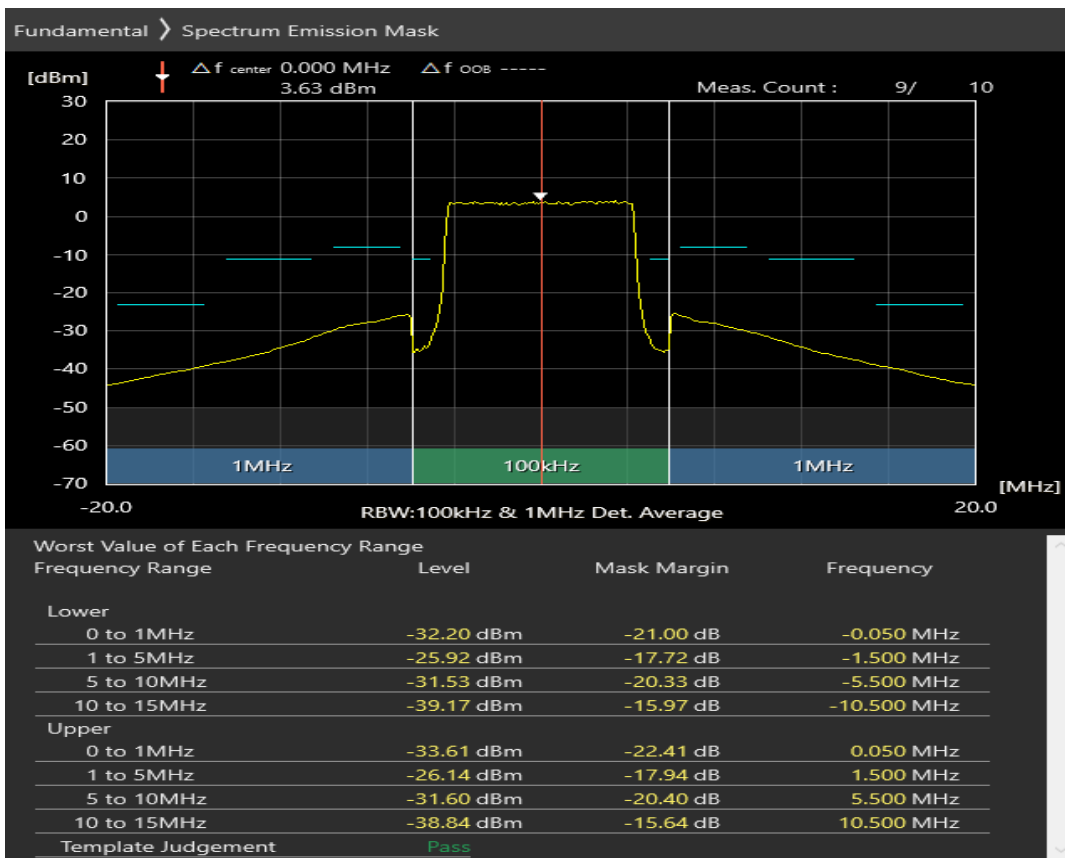 Fundamental 〉 Spectrum Emission Mask
[dBm]
△f center 0.000 MHz △f OOB -----
3.63 dBm
Meas. Count : 9/ 10
30
20
10
0
-10
-20
-30
-40
-50
-60
-70
1MHz 100kHz 1MHz
[MHz]
-20.0 20.0
RBW:100kHz & 1MHz Det. Average
Worst Value of Each Frequency Range
Frequency Range Level Mask Margin Frequency
Lower
0 to 1MHz -32.20 dBm -21.00 dB -0.050 MHz
1 to 5MHz -25.92 dBm -17.72 dB -1.500 MHz
5 to 10MHz -31.53 dBm -20.33 dB -5.500 MHz
10 to 15MHz -39.17 dBm -15.97 dB -10.500 MHz
Upper
0 to 1MHz -33.61 dBm -22.41 dB 0.050 MHz
1 to 5MHz -26.14 dBm -17.94 dB 1.500 MHz
5 to 10MHz -31.60 dBm -20.40 dB 5.500 MHz
10 to 15MHz -38.84 dBm -15.64 dB 10.500 MHz
Template Judgement Pass